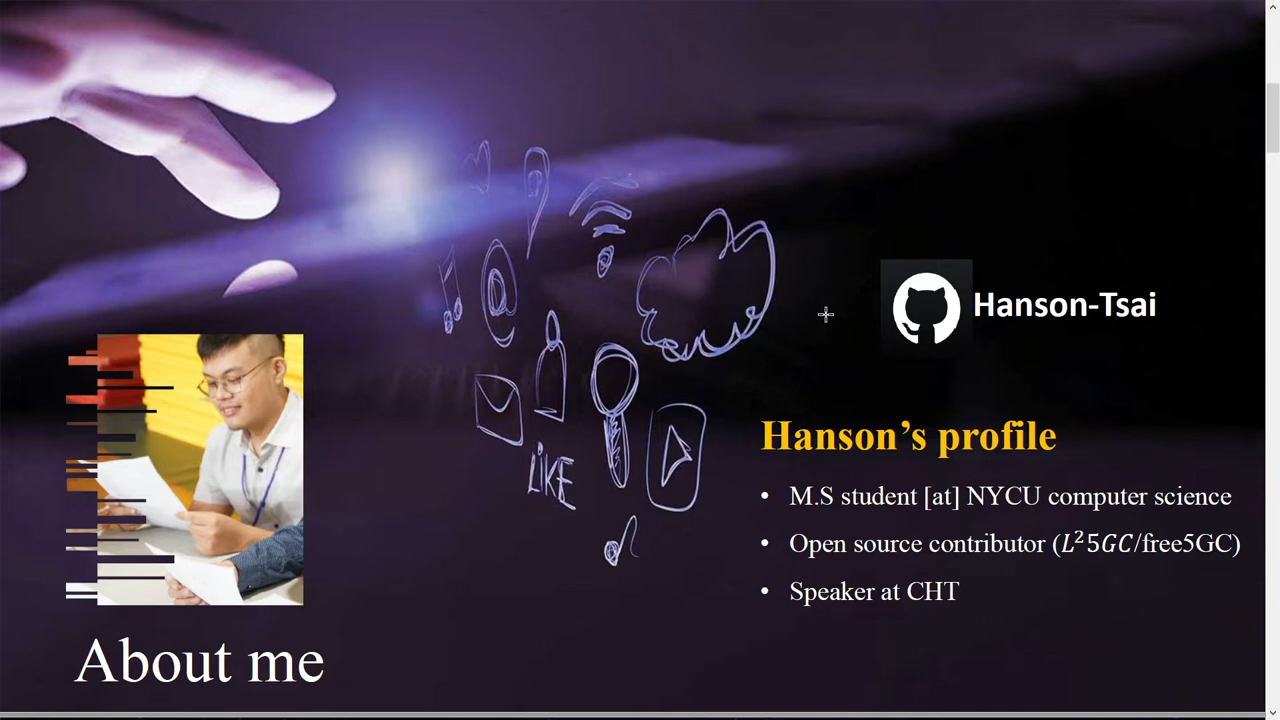 @
LIKE
Hanson-Tsai
Hanson's profile
• M.S student [at] NYCU computer science
• Open source contributor (L²5GC/free5GC)
• Speaker at CHT
About me